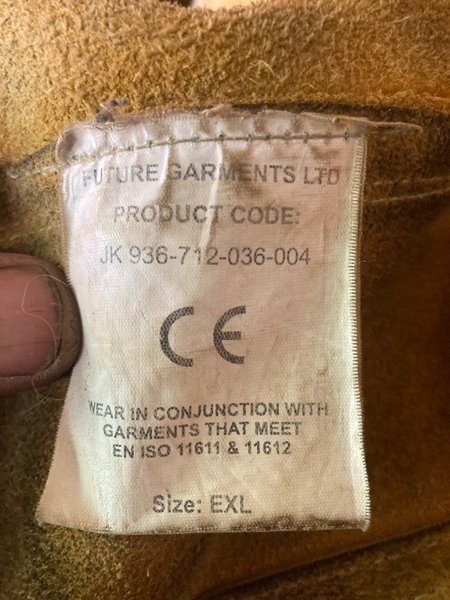 FUTURE GARMENTS LTD
PRODUCT CODE:
JK 936-712-036-004
CE
WEAR IN CONJUNCTION WITH
GARMENTS THAT MEET
EN ISO 11611 & 11612
Size: EXL